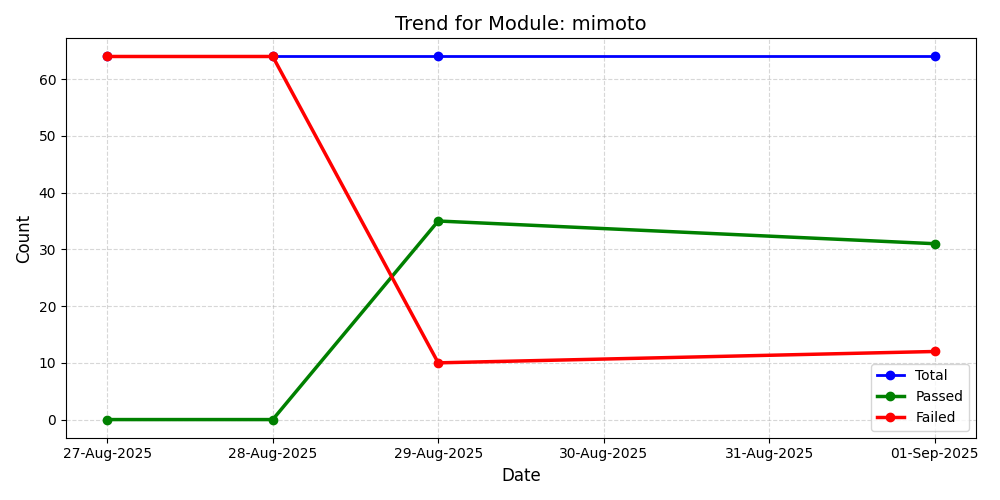 Trend for Module: mimoto
Count
60
50
40
30
20
10
0
27-Aug-2025
28-Aug-2025
29-Aug-2025
30-Aug-2025
31-Aug-2025
01-Sep-2025
Date
Total
Passed
Failed